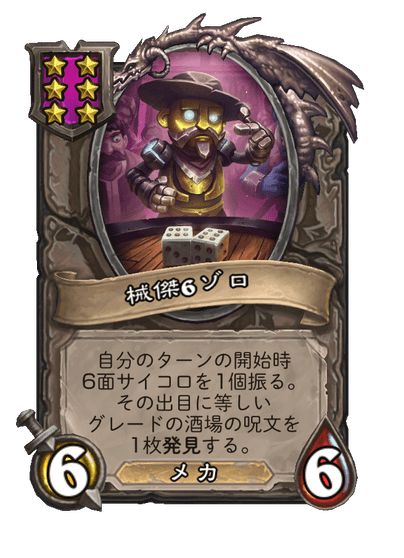 械傑6ゾロ
自分のターンの開始時
6面サイコロを1個振る。
その出目に等しい
グレードの酒場の呪文を
1枚発見する。
6
メカ
6